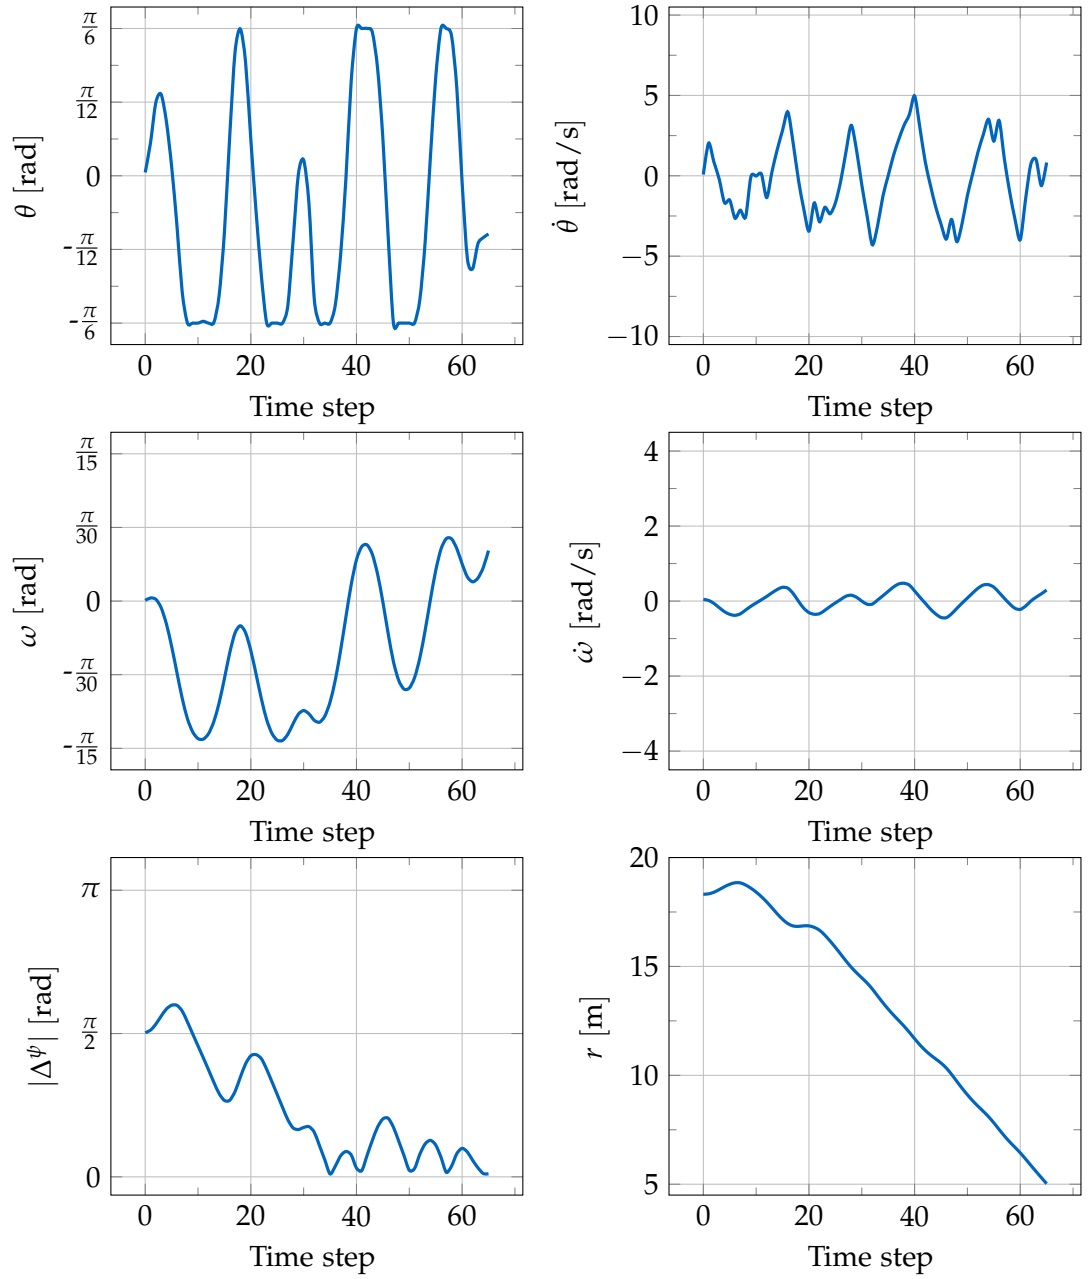 π/6
π/12
0
-π/12
-π/6
θ [rad]
0 20 40 60
Time step
10
5
0
−5
−10
θ̇ [rad/s]
0 20 40 60
Time step
π/15
π/30
0
-π/30
-π/15
ω [rad]
0 20 40 60
Time step
4
2
0
−2
−4
ω̇ [rad/s]
0 20 40 60
Time step
π
π/2
0
|Δ^ψ| [rad]
0 20 40 60
Time step
20
15
10
5
r [m]
0 20 40 60
Time step